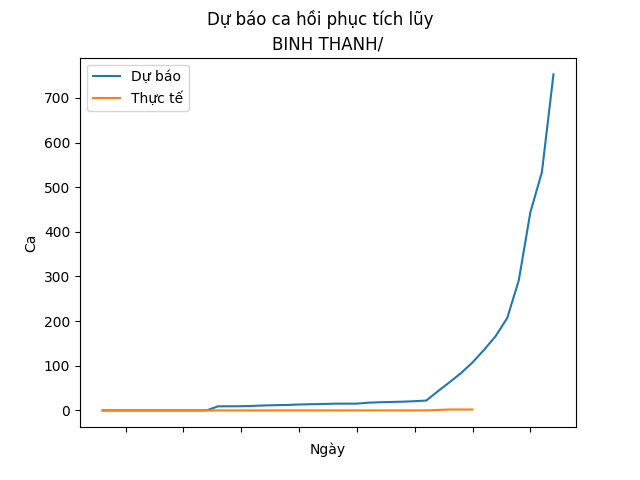 Dự báo ca hồi phục tích lũy
BINH THANH/
Dự báo
Thực tế
700
600
500
400
300
200
100
0
Ca
Ngày